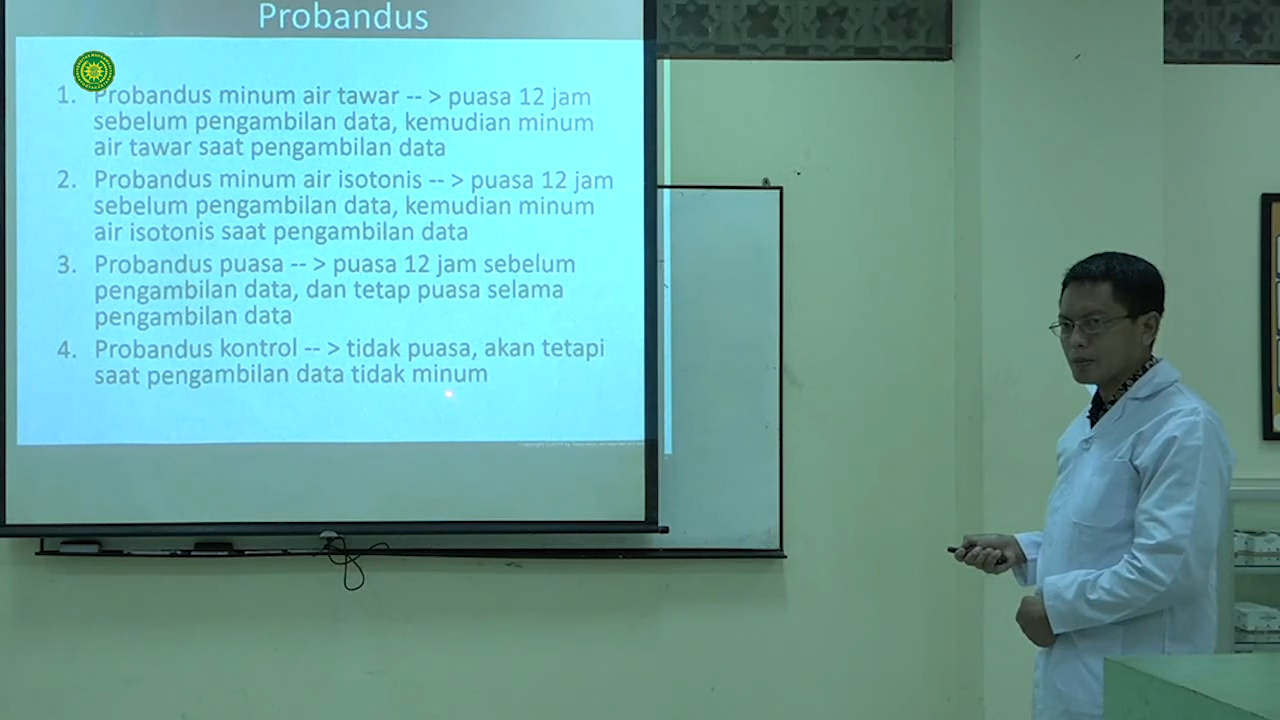 Probandus
1. Probandus minum air tawar -- > puasa 12 jam
sebelum pengambilan data, kemudian minum
air tawar saat pengambilan data
2. Probandus minum air isotonis -- > puasa 12 jam
sebelum pengambilan data, kemudian minum
air isotonis saat pengambilan data
3. Probandus puasa -- > puasa 12 jam sebelum
pengambilan data, dan tetap puasa selama
pengambilan data
4. Probandus kontrol -- > tidak puasa, akan tetapi
saat pengambilan data tidak minum